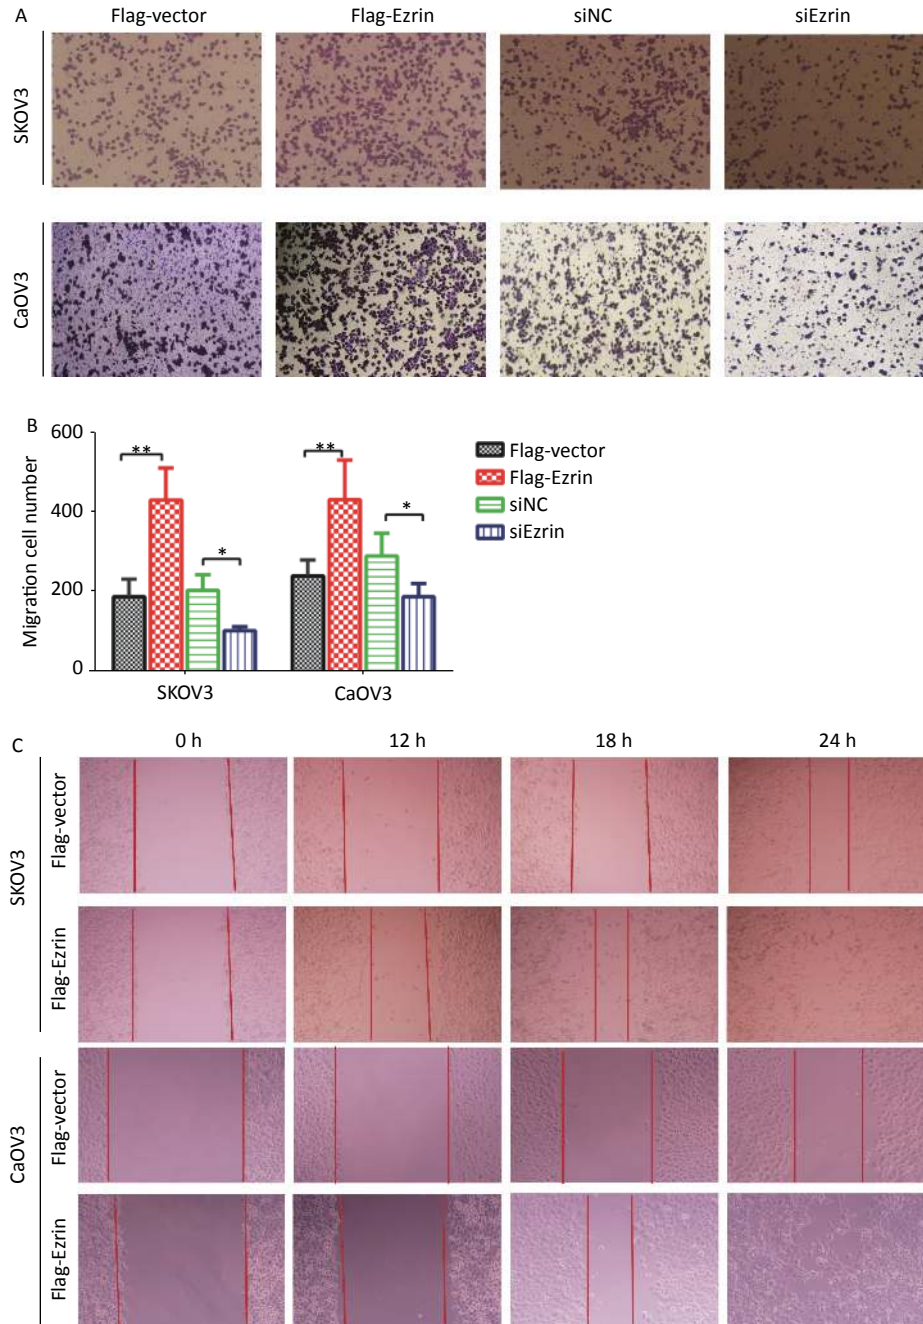 A
Flag-vector
Flag-Ezrin
siNC
siEzrin
SKOV3
CaOV3
B
600
400
200
0
Migration cell number
**
*
**
*
SKOV3
CaOV3
Flag-vector
Flag-Ezrin
siNC
siEzrin
C
0 h
12 h
18 h
24 h
SKOV3
Flag-vector
Flag-Ezrin
CaOV3
Flag-vector
Flag-Ezrin